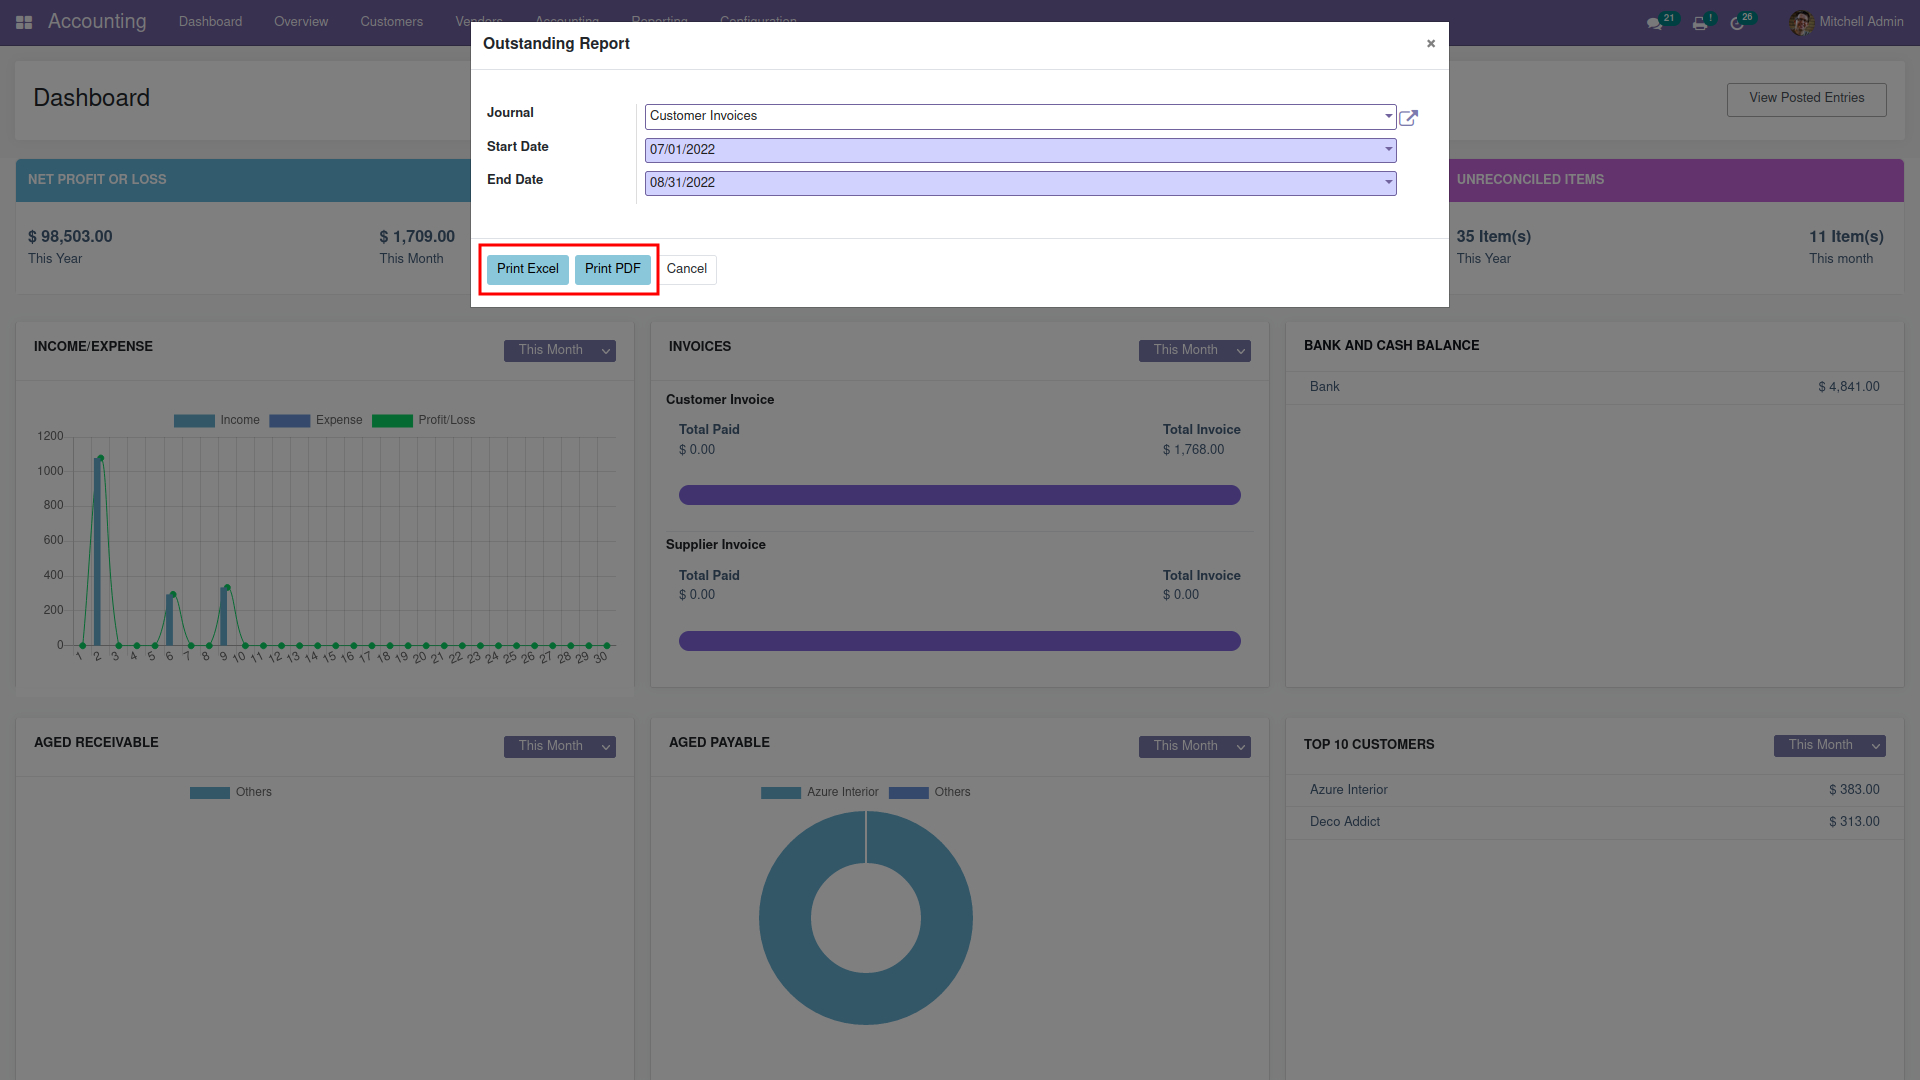 Accounting
Dashboard Overview Customers Vendors Accounting Reporting Configuration
21 ! 26 Mitchell Admin
Outstanding Report ×
Journal Customer Invoices
Start Date 07/01/2022
End Date 08/31/2022
Print Excel Print PDF Cancel
Dashboard
View Posted Entries
NET PROFIT OR LOSS
$ 98,503.00 $ 1,709.00
This Year This Month
UNRECONCILED ITEMS
35 Item(s) 11 Item(s)
This Year This month
INCOME/EXPENSE This Month
Income Expense Profit/Loss
1200
1000
800
600
400
200
0
1 2 3 4 5 6 7 8 9 10 11 12 13 14 15 16 17 18 19 20 21 22 23 24 25 26 27 28 29 30
INVOICES This Month
Customer Invoice
Total Paid Total Invoice
$ 0.00 $ 1,768.00
Supplier Invoice
Total Paid Total Invoice
$ 0.00 $ 0.00
BANK AND CASH BALANCE
Bank $ 4,841.00
AGED RECEIVABLE This Month
Others
AGED PAYABLE This Month
Azure Interior Others
TOP 10 CUSTOMERS This Month
Azure Interior $ 383.00
Deco Addict $ 313.00